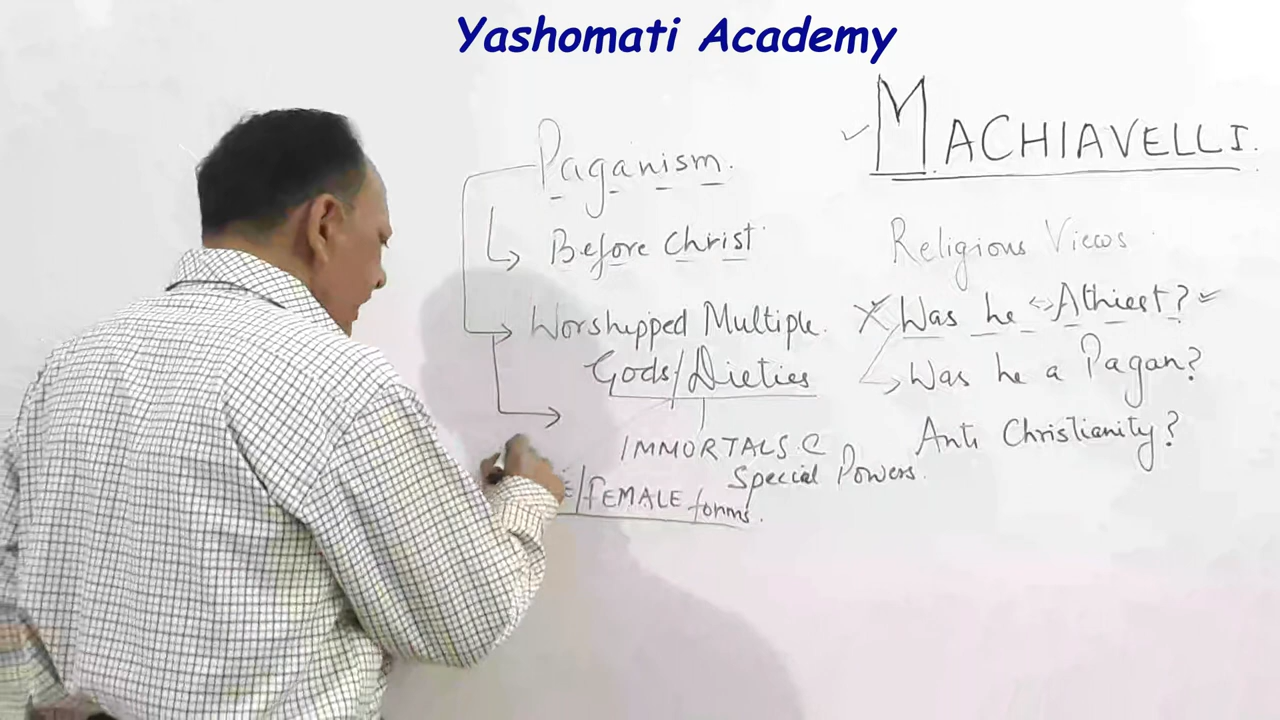 Yashomati Academy
MACHIAVELLI.
Paganism.
Before Christ
Worshipped Multiple.
Gods/Dieties
IMMORTALS. C
Special Powers.
/FEMALE forms.
Religious Views
Was he Athiest?
Was he a Pagan?
Anti Christianity?